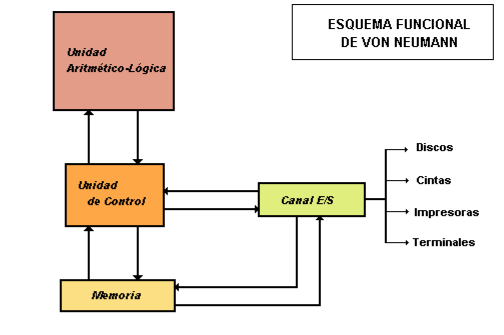 ESQUEMA FUNCIONAL
DE VON NEUMANN
Unidad
Aritmético-Lógica
Unidad
de Control
Canal E/S
Memoria
Discos
Cintas
Impresoras
Terminales